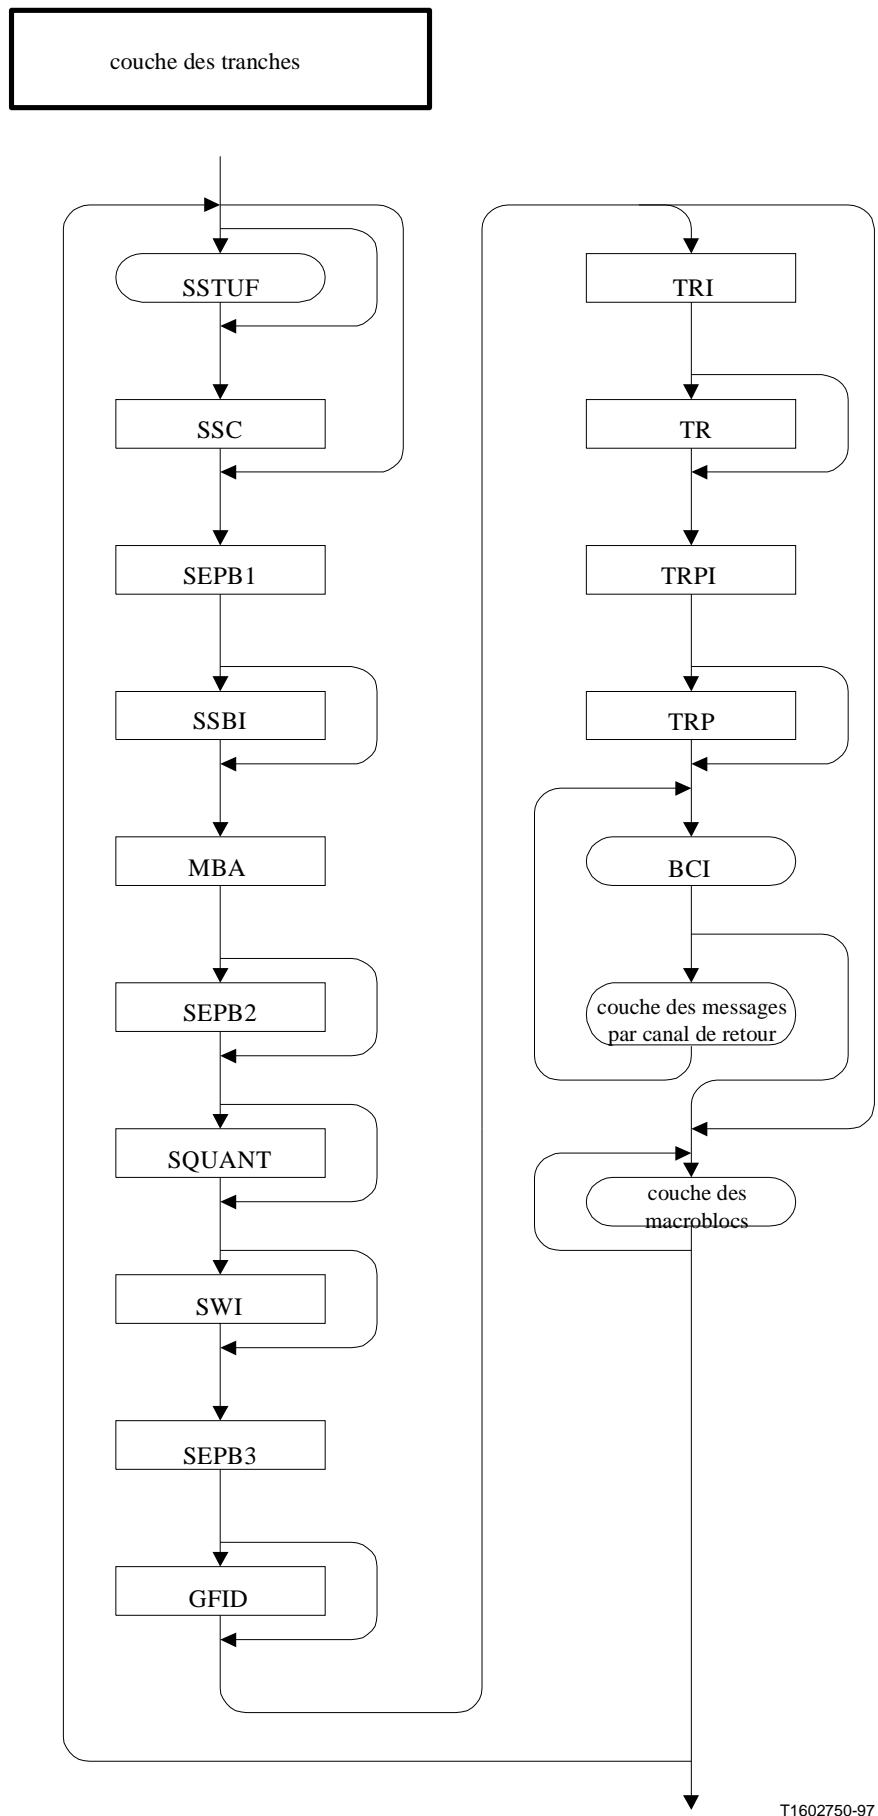 couche des tranches
SSTUF
SSC
SEPB1
SSBI
MBA
SEPB2
SQUANT
SWI
SEPB3
GFID
TRI
TR
TRPI
TRP
BCI
couche des messages
par canal de retour
couche des
macroblocs
T1602750-97